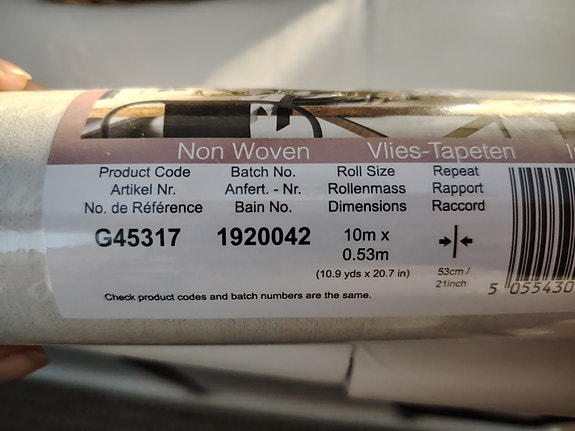 Non Woven Vlies-Tapeten
Product Code Batch No. Roll Size Repeat
Artikel Nr. Anfert. - Nr. Rollenmass Rapport
No. de Référence Bain No. Dimensions Raccord
G45317 1920042 10m x
0.53m
(10.9 yds x 20.7 in) 53cm /
21inch
Check product codes and batch numbers are the same.
5 055430